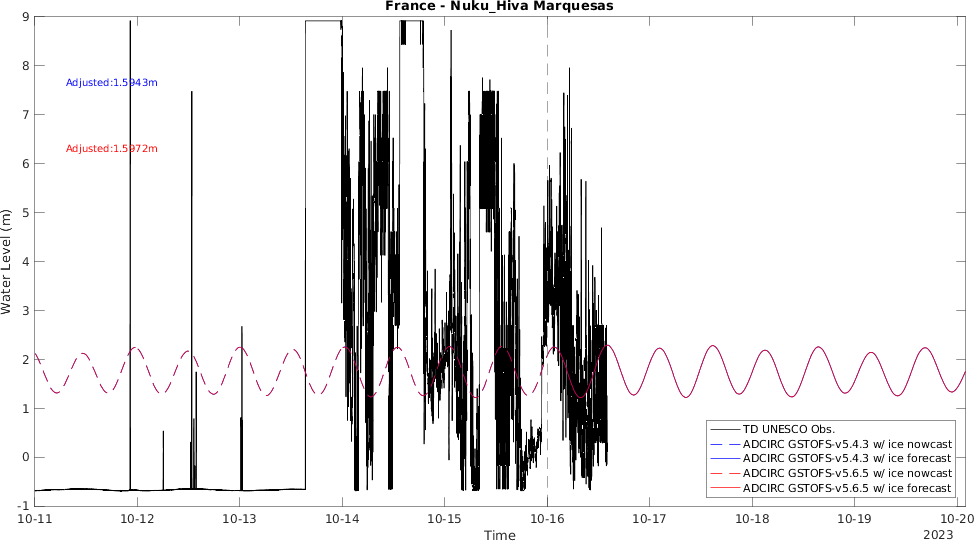 France - Nuku_Hiva Marquesas
9
8
7
6
5
4
3
2
1
0
-1
Water Level (m)
Adjusted:1.5943m
Adjusted:1.5972m
TD UNESCO Obs.
ADCIRC GSTOFS-v5.4.3 w/ ice nowcast
ADCIRC GSTOFS-v5.4.3 w/ ice forecast
ADCIRC GSTOFS-v5.6.5 w/ ice nowcast
ADCIRC GSTOFS-v5.6.5 w/ ice forecast
10-11 10-12 10-13 10-14 10-15 10-16 10-17 10-18 10-19 10-20
Time
2023